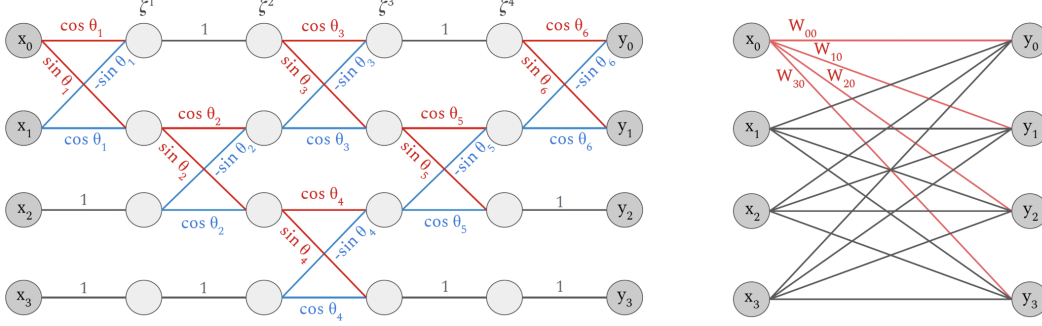 ξ¹ ξ² ξ³ ξ⁴
x₀ cos θ₁ 1 cos θ₃ 1 cos θ₆ y₀
sin θ₁ -sin θ₁ sin θ₃ -sin θ₃ sin θ₆ -sin θ₆
x₁ cos θ₁ cos θ₂ cos θ₃ cos θ₅ cos θ₆ y₁
sin θ₂ -sin θ₂ sin θ₅ -sin θ₅
x₂ 1 cos θ₂ cos θ₄ cos θ₅ 1 y₂
sin θ₄ -sin θ₄
x₃ 1 1 cos θ₄ 1 1 y₃
x₀ W₀₀ y₀
W₁₀
W₃₀ W₂₀
x₁ y₁
x₂ y₂
x₃ y₃